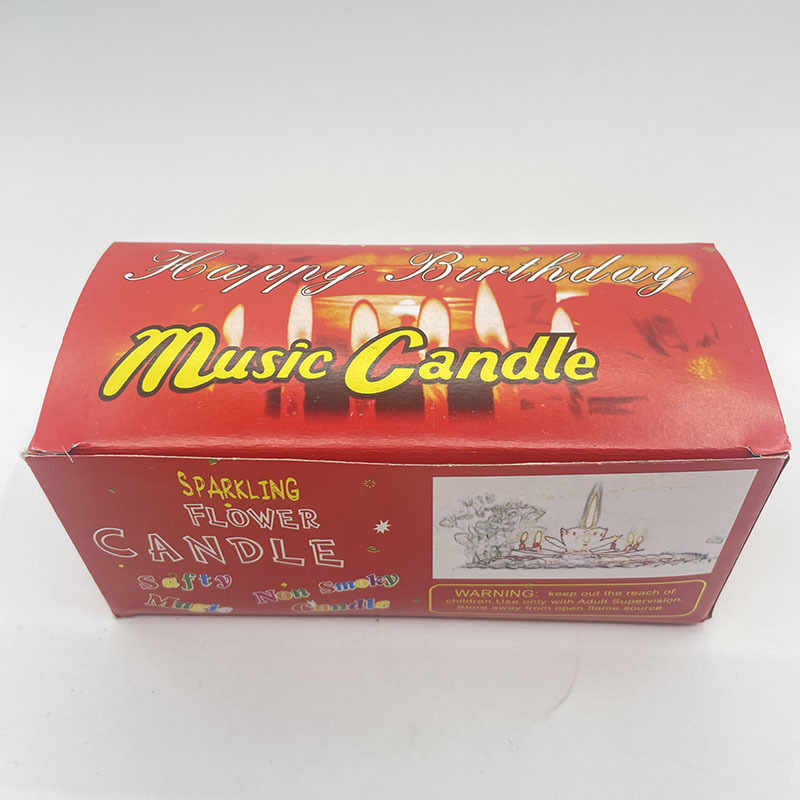 Happy Birthday
Music Candle
SPARKLING
FLOWER
CANDLE
Safty Non Smoky
Music Candle
WARNING: keep out the reach of
children Use only with Adult Supervision.
Store away from open flame source